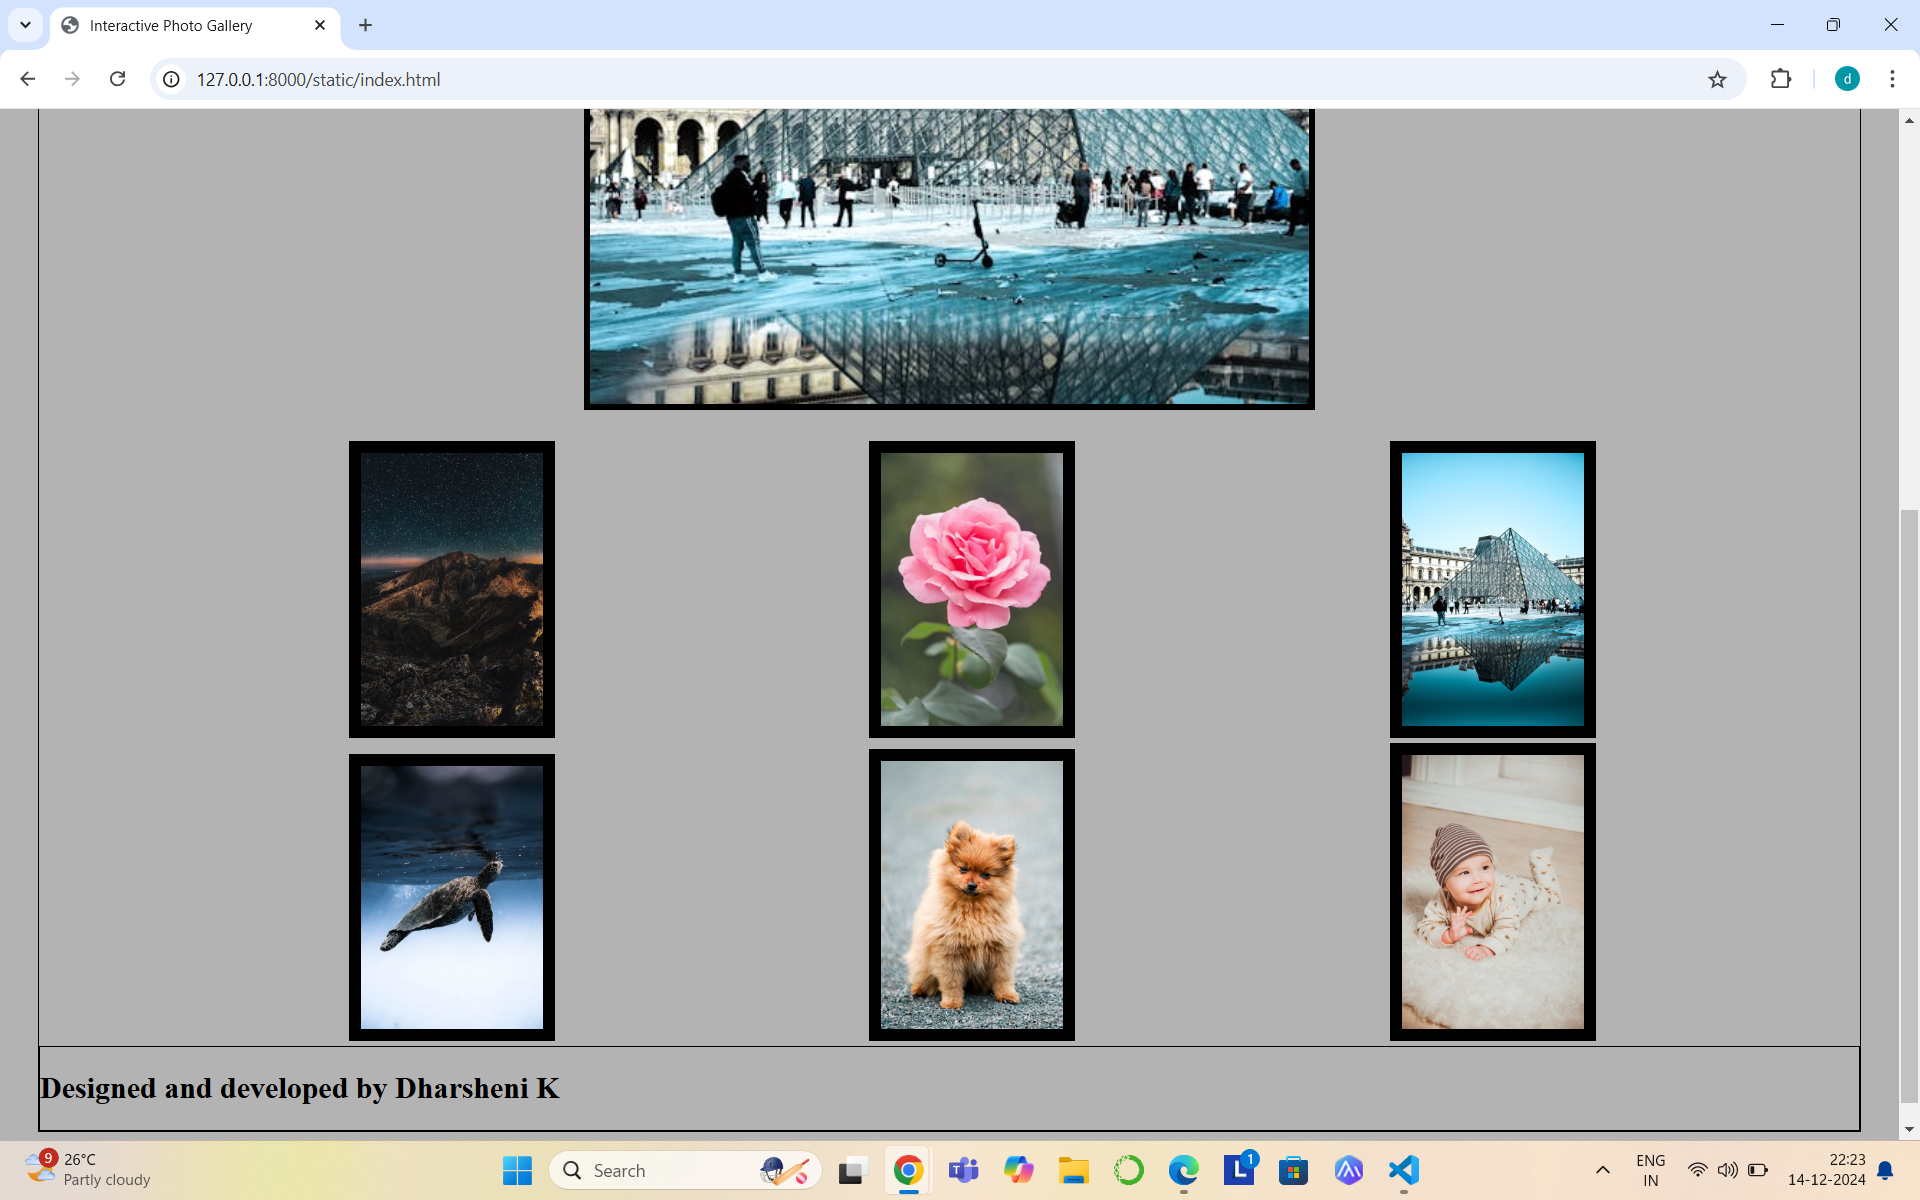 Interactive Photo Gallery
127.0.0.1:8000/static/index.html
d
Designed and developed by Dharsheni K
9
26°C
Partly cloudy
Search
L
1
ENG
IN
22:23
14-12-2024